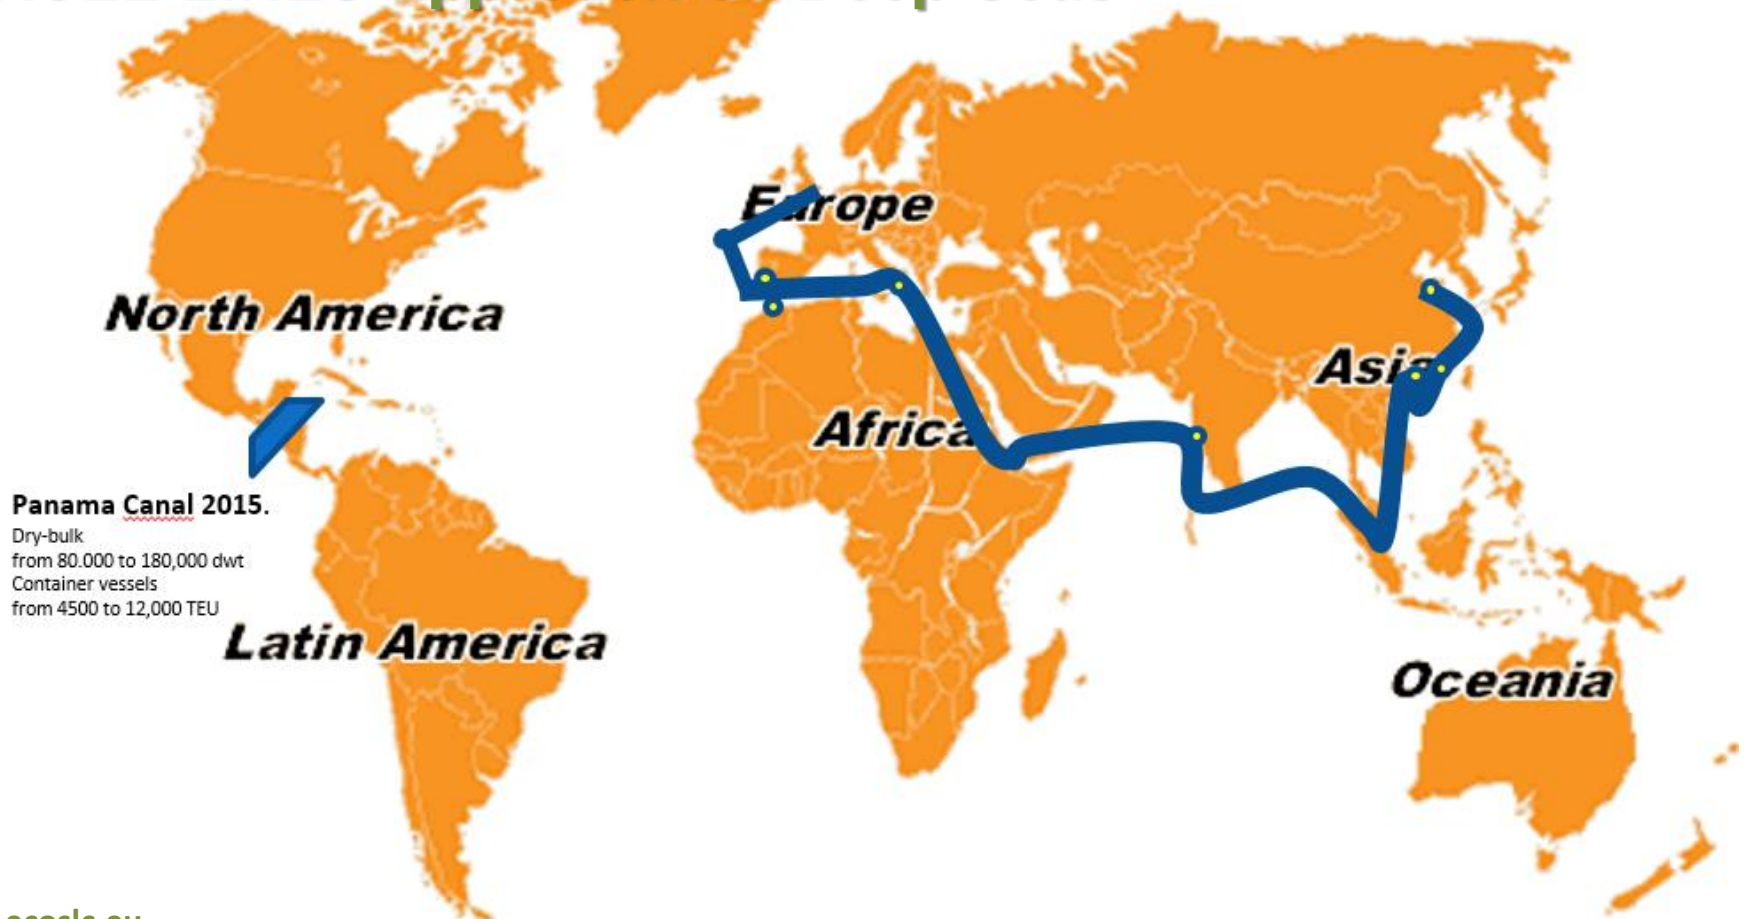 Europe
North America
Asia
Africa
Panama Canal 2015.
Dry-bulk
from 80.000 to 180,000 dwt
Container vessels
from 4500 to 12,000 TEU
Latin America
Oceania